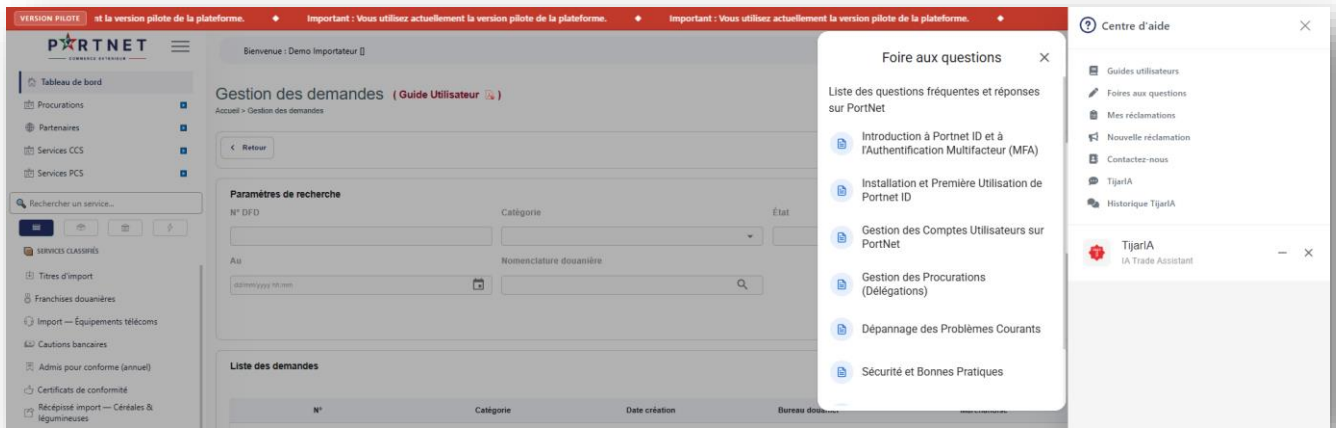 VERSION PILOTE
st la version pilote de la plateforme.
Important : Vous utilisez actuellement la version pilote de la plateforme.
Important : Vous utilisez actuellement la version pilote de la plateforme.
PORTNET
COMMERCE EXTERIEUR
Tableau de bord
Procurations
Partenaires
Services CCS
Services PCS
Rechercher un service...
SERVICES CLASSIFIÉS
Titres d'import
Franchises douanières
Import — Équipements télécoms
Cautions bancaires
Admis pour conforme (annuel)
Certificats de conformité
Récépissé import — Céréales &
légumineuses
Bienvenue : Demo Importateur []
Gestion des demandes ( Guide Utilisateur )
Accueil > Gestion des demandes
< Retour
Paramètres de recherche
N° DFD
Catégorie
État
Au
Nomenclature douanière
dd/mm/yyyy hh:mm
Liste des demandes
N°
Catégorie
Date création
Bureau douanier
Marchandise
Foire aux questions
Liste des questions fréquentes et réponses
sur PortNet
Introduction à Portnet ID et à
l'Authentification Multifacteur (MFA)
Installation et Première Utilisation de
Portnet ID
Gestion des Comptes Utilisateurs sur
PortNet
Gestion des Procurations
(Délégations)
Dépannage des Problèmes Courants
Sécurité et Bonnes Pratiques
Centre d'aide
Guides utilisateurs
Foires aux questions
Mes réclamations
Nouvelle réclamation
Contactez-nous
TijarIA
Historique TijarIA
TijarIA
IA Trade Assistant